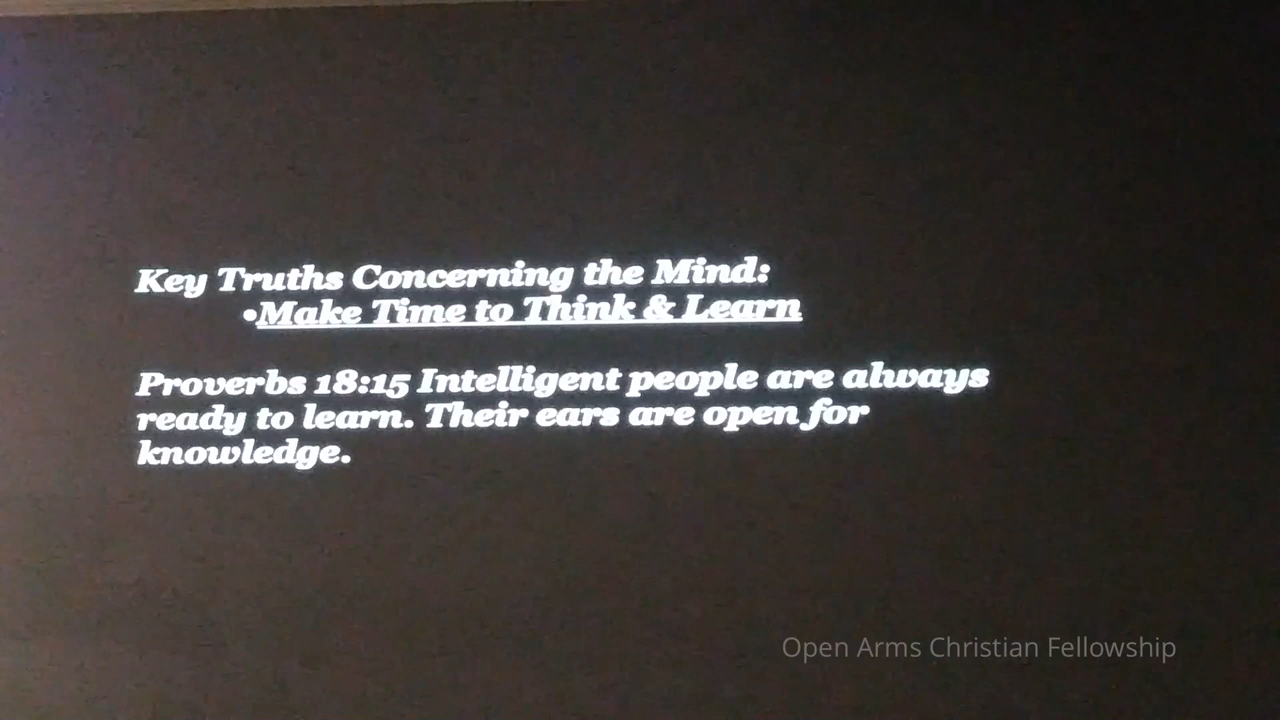 Key Truths Concerning the Mind:
•Make Time to Think & Learn
Proverbs 18:15 Intelligent people are always
ready to learn. Their ears are open for
knowledge.
Open Arms Christian Fellowship